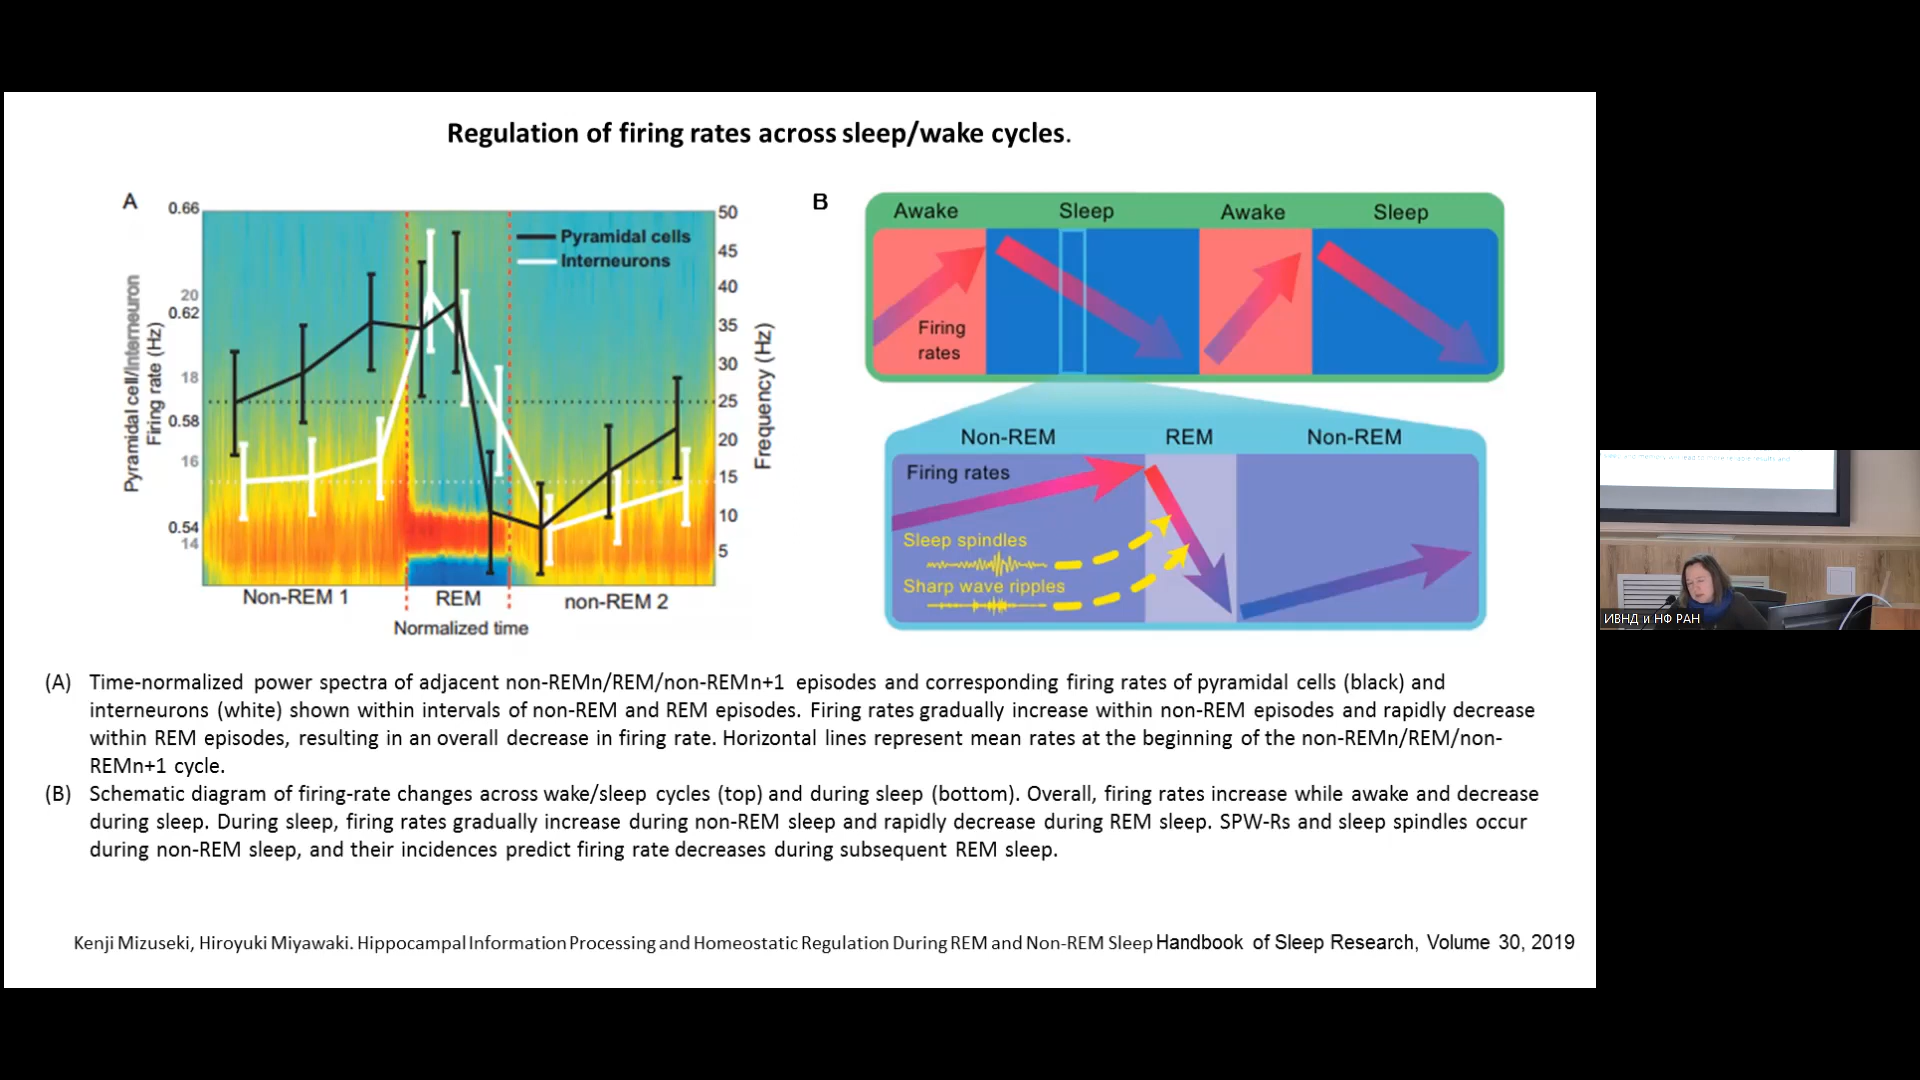 Regulation of firing rates across sleep/wake cycles.
A
0.66
20
0.62
18
0.58
16
0.54
14
Pyramidal cell/Interneuron
Firing rate (Hz)
Pyramidal cells
Interneurons
50
45
40
35
30
25
20
15
10
5
Frequency (Hz)
Non-REM 1
REM
non-REM 2
Normalized time
B
Awake
Sleep
Awake
Sleep
Firing
rates
Non-REM
REM
Non-REM
Firing rates
Sleep spindles
Sharp wave ripples
(A) Time-normalized power spectra of adjacent non-REMn/REM/non-REMn+1 episodes and corresponding firing rates of pyramidal cells (black) and
interneurons (white) shown within intervals of non-REM and REM episodes. Firing rates gradually increase within non-REM episodes and rapidly decrease
within REM episodes, resulting in an overall decrease in firing rate. Horizontal lines represent mean rates at the beginning of the non-REMn/REM/non-
REMn+1 cycle.
(B) Schematic diagram of firing-rate changes across wake/sleep cycles (top) and during sleep (bottom). Overall, firing rates increase while awake and decrease
during sleep. During sleep, firing rates gradually increase during non-REM sleep and rapidly decrease during REM sleep. SPW-Rs and sleep spindles occur
during non-REM sleep, and their incidences predict firing rate decreases during subsequent REM sleep.
Kenji Mizuseki, Hiroyuki Miyawaki. Hippocampal Information Processing and Homeostatic Regulation During REM and Non-REM Sleep Handbook of Sleep Research, Volume 30, 2019
ИВНД и НФ РАН